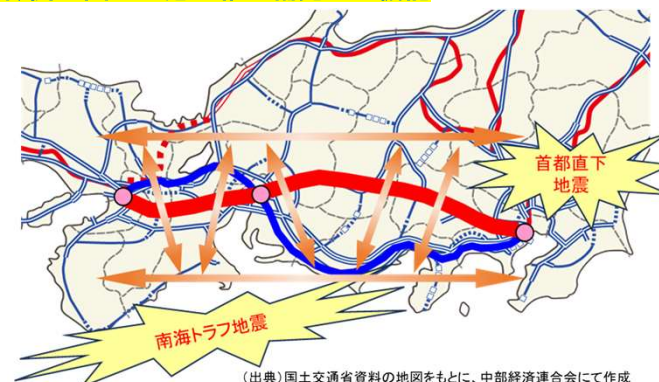 首都直下
地震
南海トラフ地震
(出典)国土交通省資料の地図をもとに、中部経済連合会にて作成